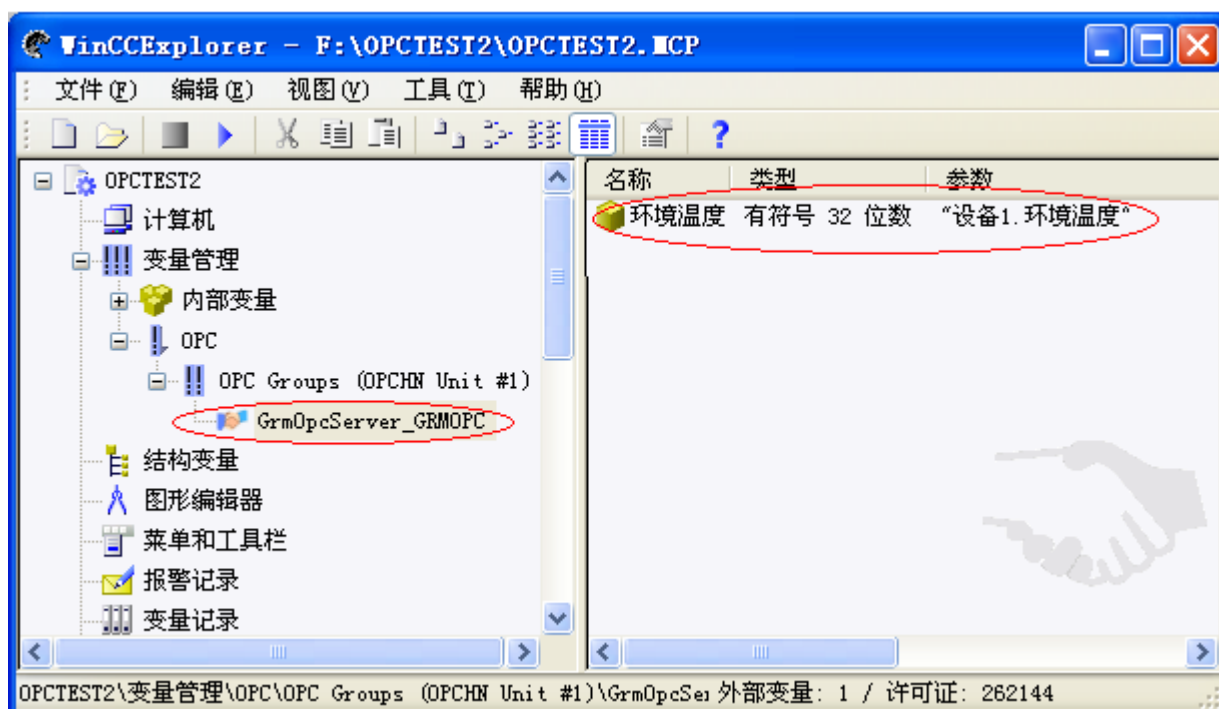 WinCCExplorer - F:\OPCTEST2\OPCTEST2.MCP
文件(F) 编辑(E) 视图(V) 工具(T) 帮助(H)
OPCTEST2
计算机
变量管理
内部变量
OPC
OPC Groups (OPCHN Unit #1)
GrmOpcServer_GRMOPC
结构变量
图形编辑器
菜单和工具栏
报警记录
变量记录
名称 类型 参数
环境温度 有符号 32 位数 "设备1.环境温度"
OPCTEST2\变量管理\OPC\OPC Groups (OPCHN Unit #1)\GrmOpcSer 外部变量: 1 / 许可证: 262144